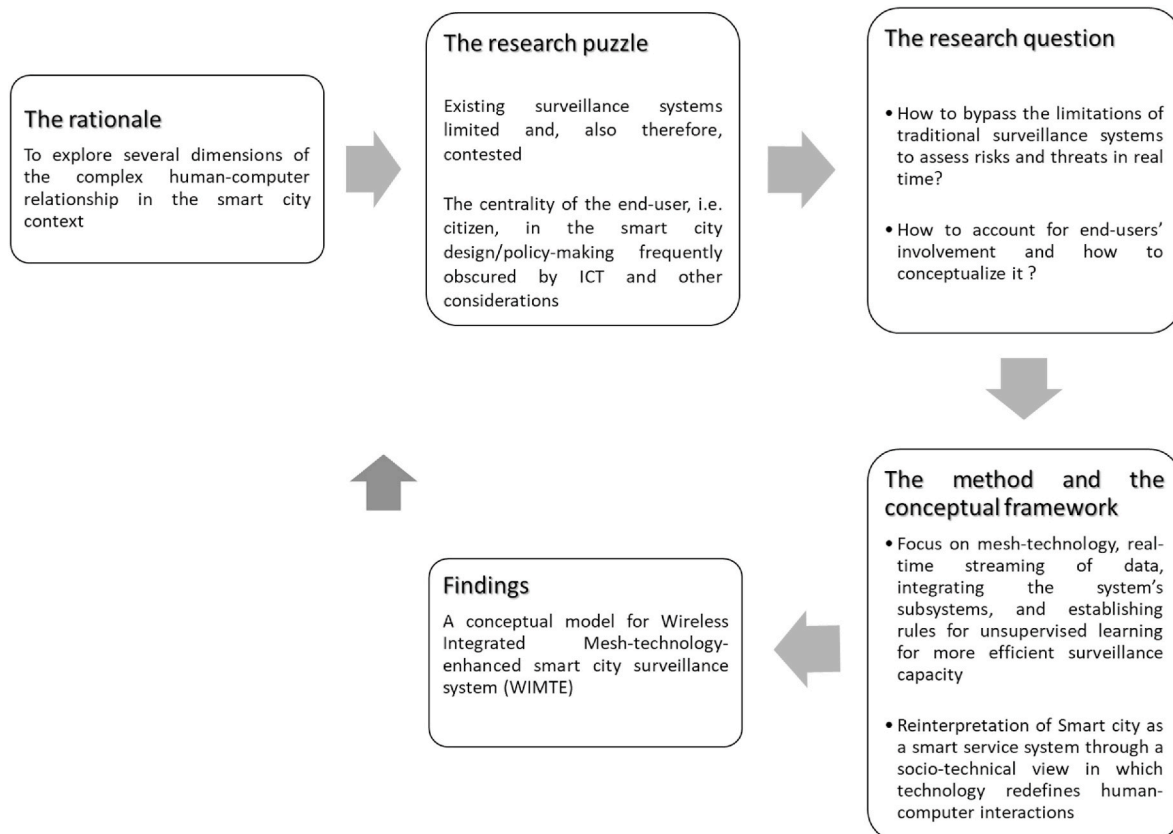 The rationale
To explore several dimensions of
the complex human-computer
relationship in the smart city
context
The research puzzle
Existing surveillance systems
limited and, also therefore,
contested
The centrality of the end-user, i.e.
citizen, in the smart city
design/policy-making frequently
obscured by ICT and other
considerations
The research question
• How to bypass the limitations of
traditional surveillance systems
to assess risks and threats in real
time?
• How to account for end-users’
involvement and how to
conceptualize it ?
The method and the
conceptual framework
• Focus on mesh-technology, real-
time streaming of data,
integrating the system’s
subsystems, and establishing
rules for unsupervised learning
for more efficient surveillance
capacity
• Reinterpretation of Smart city as
a smart service system through a
socio-technical view in which
technology redefines human-
computer interactions
Findings
A conceptual model for Wireless
Integrated Mesh-technology-
enhanced smart city surveillance
system (WIMTE)